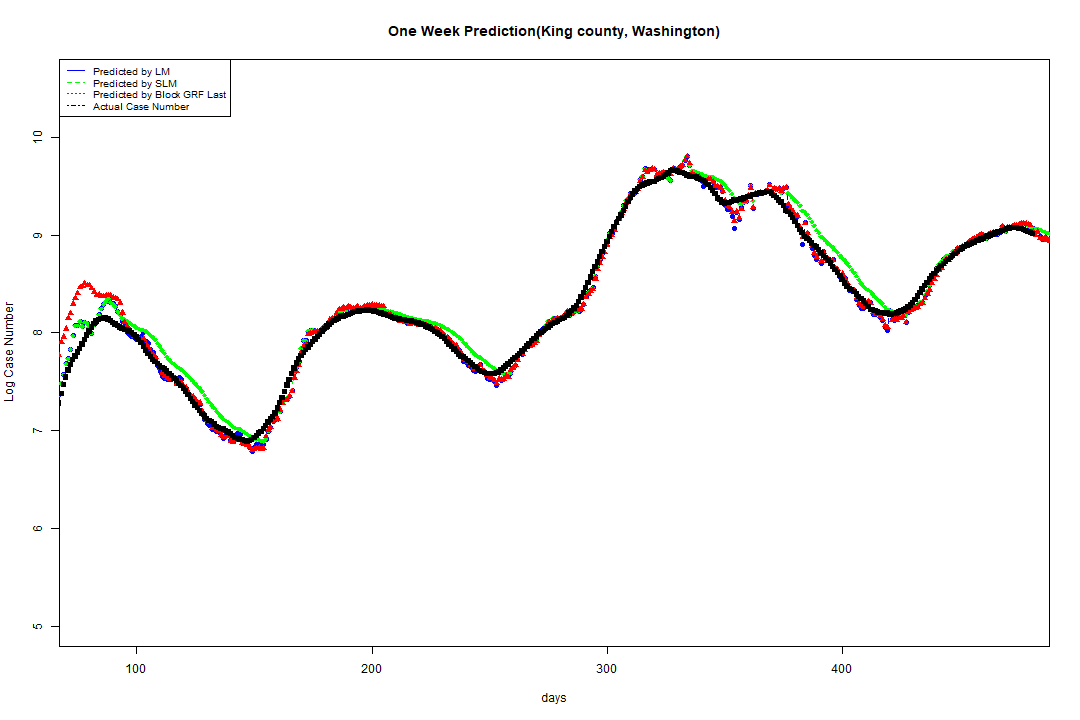 One Week Prediction(King county, Washington)
Predicted by LM
Predicted by SLM
Predicted by Block GRF Last
Actual Case Number
10
9
8
7
6
5
Log Case Number
100 200 300 400
days